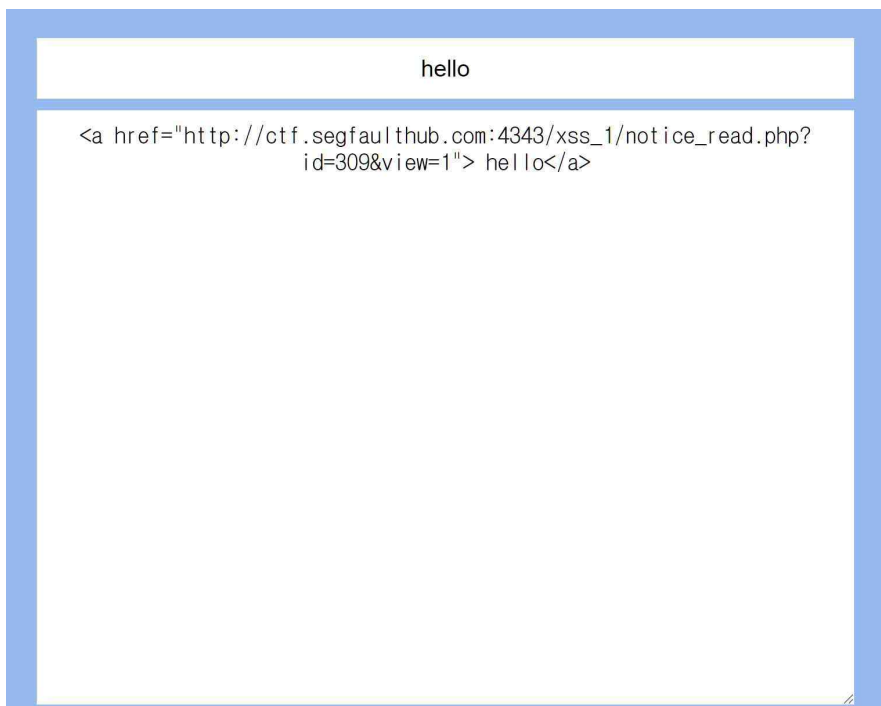 hello
<a href="http://ctf.segfaulthub.com:4343/xss_1/notice_read.php?
id=309&view=1"> hello</a>